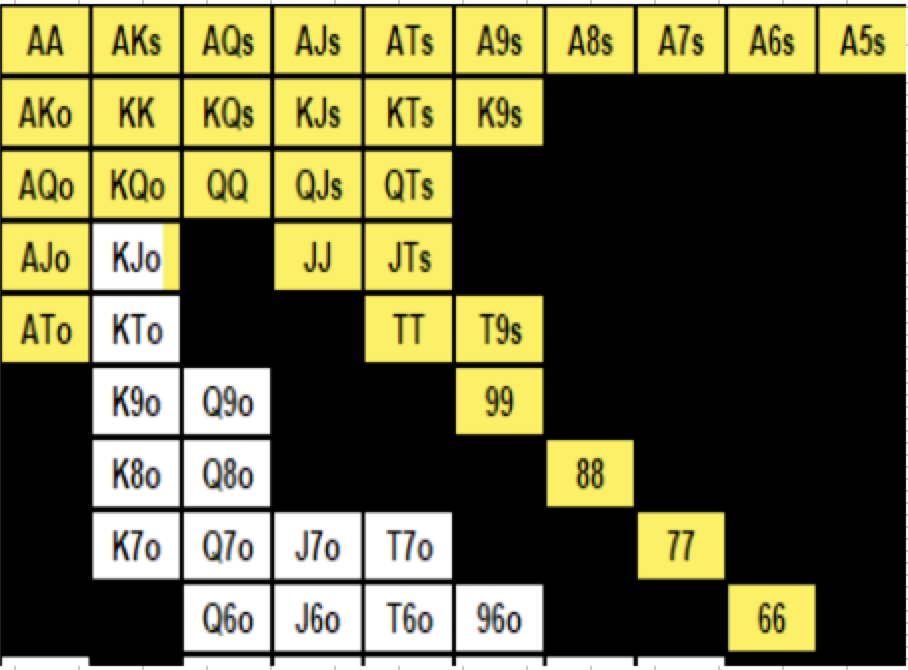 AA AKs AQs AJs ATs A9s A8s A7s A6s A5s
AKo KK KQs KJs KTs K9s
AQo KQo QQ QJs QTs
AJo KJo JJ JTs
ATo KTo TT T9s
K9o Q9o 99
K8o Q8o 88
K7o Q7o J7o T7o 77
Q6o J6o T6o 96o 66